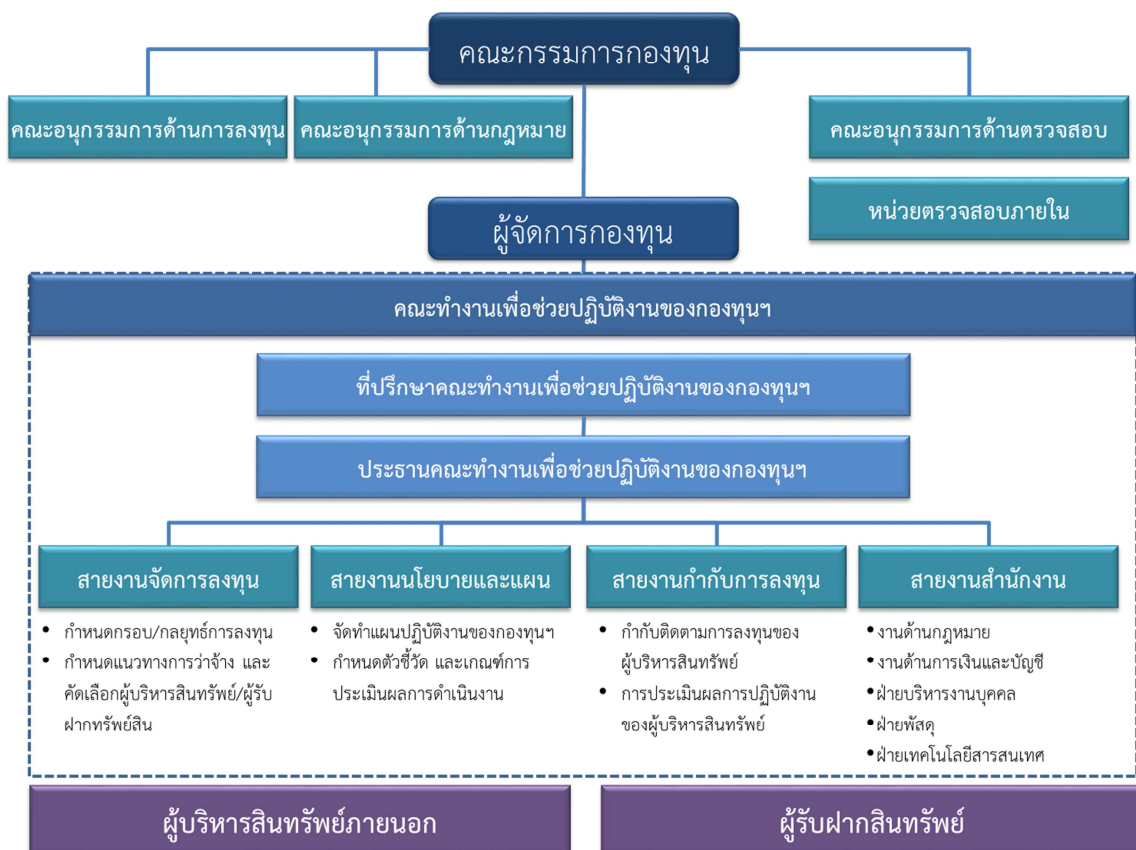 คณะกรรมการกองทุน
คณะอนุกรรมการด้านการลงทุน
คณะอนุกรรมการด้านกฎหมาย
คณะอนุกรรมการด้านตรวจสอบ
หน่วยตรวจสอบภายใน
ผู้จัดการกองทุน
คณะทำงานเพื่อช่วยปฏิบัติงานของกองทุนฯ
ที่ปรึกษาคณะทำงานเพื่อช่วยปฏิบัติงานของกองทุนฯ
ประธานคณะทำงานเพื่อช่วยปฏิบัติงานของกองทุนฯ
สายงานจัดการลงทุน
• กำหนดกรอบ/กลยุทธ์การลงทุน
• กำหนดแนวทางการว่าจ้าง และ
คัดเลือกผู้บริหารสินทรัพย์/ผู้รับ
ฝากทรัพย์สิน
สายงานนโยบายและแผน
• จัดทำแผนปฏิบัติงานของกองทุนฯ
• กำหนดตัวชี้วัด และเกณฑ์การ
ประเมินผลการดำเนินงาน
สายงานกำกับการลงทุน
• กำกับติดตามการลงทุนของ
ผู้บริหารสินทรัพย์
• การประเมินผลการปฏิบัติงาน
ของผู้บริหารสินทรัพย์
สายงานสำนักงาน
• งานด้านกฎหมาย
• งานด้านการเงินและบัญชี
• ฝ่ายบริหารงานบุคคล
• ฝ่ายพัสดุ
• ฝ่ายเทคโนโลยีสารสนเทศ
ผู้บริหารสินทรัพย์ภายนอก
ผู้รับฝากสินทรัพย์